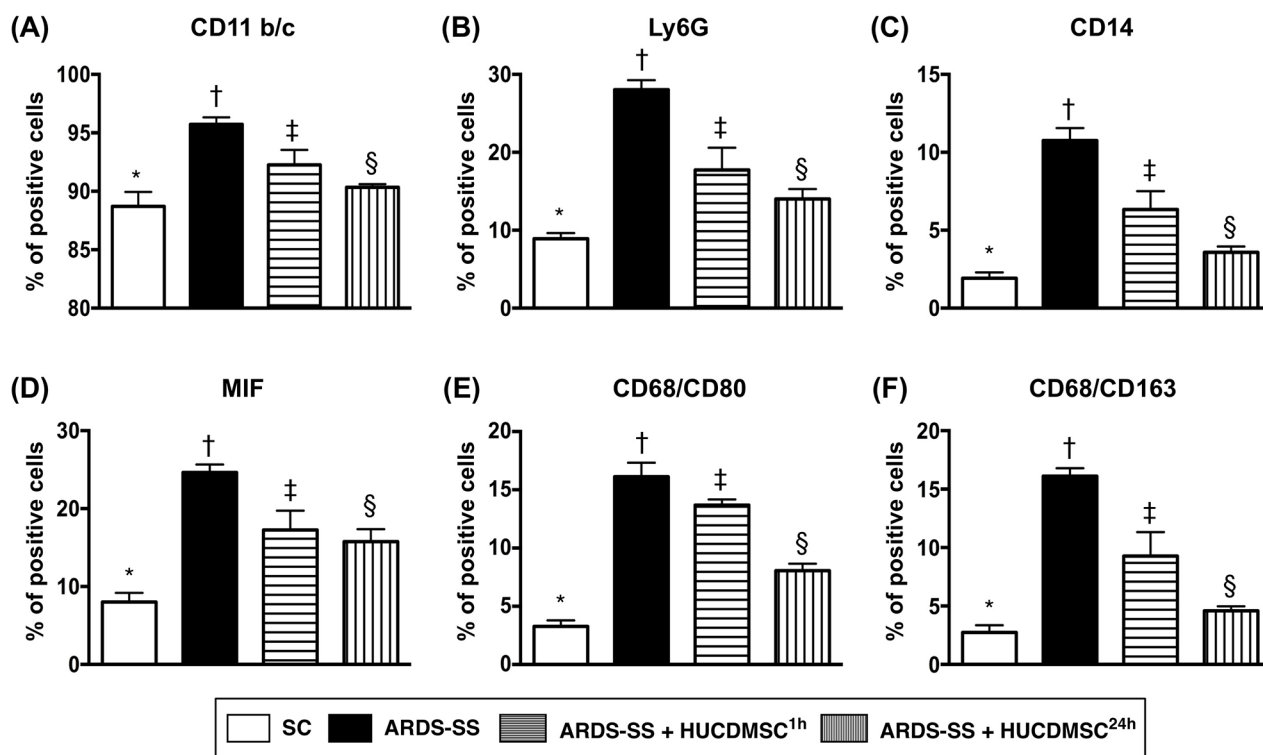 (A) CD11 b/c
% of positive cells
100
95
90
85
80
* † ‡ §
(B) Ly6G
% of positive cells
30
20
10
0
* † ‡ §
(C) CD14
% of positive cells
15
10
5
0
* † ‡ §
(D) MIF
% of positive cells
30
20
10
0
* † ‡ §
(E) CD68/CD80
% of positive cells
20
15
10
5
0
* † ‡ §
(F) CD68/CD163
% of positive cells
20
15
10
5
0
* † ‡ §
SC ARDS-SS ARDS-SS + HUCDMSC1h ARDS-SS + HUCDMSC24h